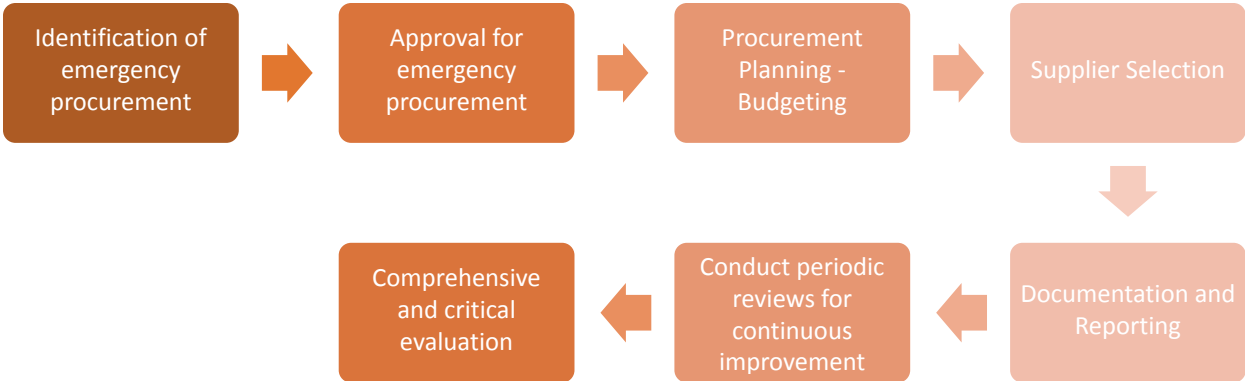 Identification of
emergency
procurement
Approval for
emergency
procurement
Procurement
Planning -
Budgeting
Supplier Selection
Documentation and
Reporting
Conduct periodic
reviews for
continuous
improvement
Comprehensive
and critical
evaluation